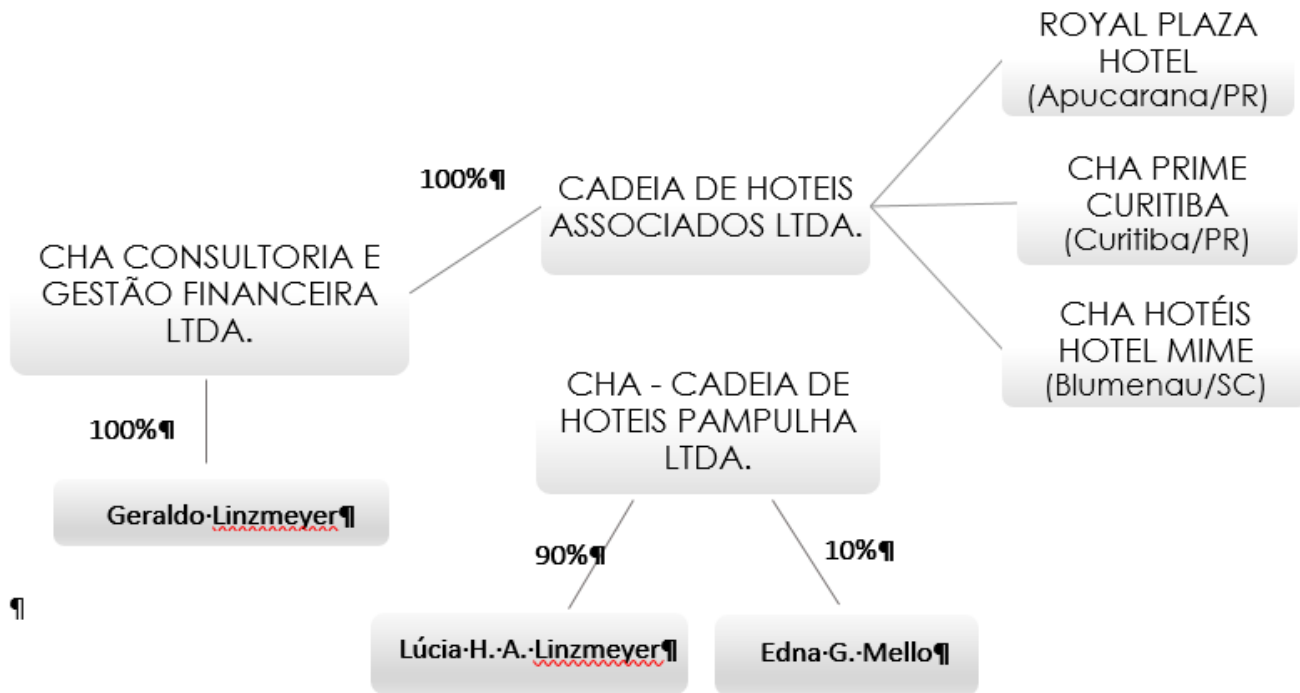 ROYAL PLAZA
HOTEL
(Apucarana/PR)
100%¶
CADEIA DE HOTEIS
ASSOCIADOS LTDA.
CHA PRIME
CURITIBA
(Curitiba/PR)
CHA CONSULTORIA E
GESTÃO FINANCEIRA
LTDA.
CHA HOTÉIS
HOTEL MIME
(Blumenau/SC)
100%¶
CHA - CADEIA DE
HOTEIS PAMPULHA
LTDA.
Geraldo·Linzmeyer¶
90%¶
10%¶
¶
Lúcia·H.·A.·Linzmeyer¶
Edna·G.·Mello¶